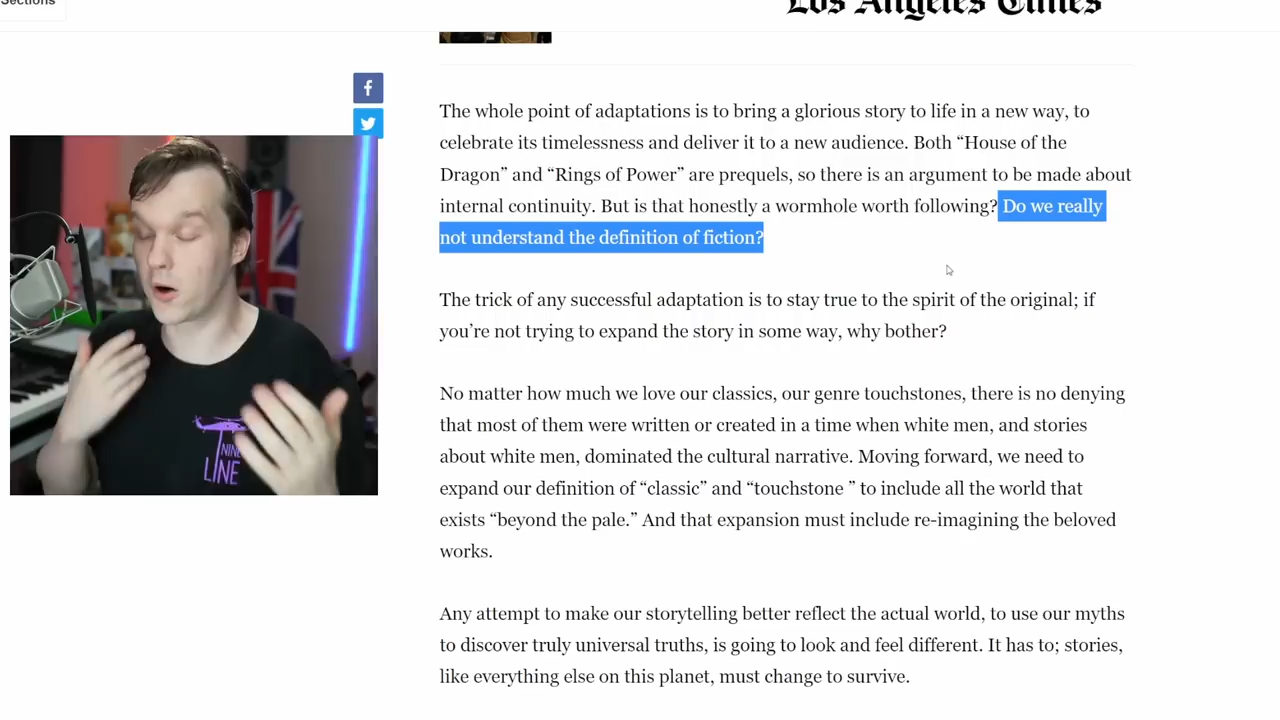 Sections
Los Angeles Times
f
The whole point of adaptations is to bring a glorious story to life in a new way, to
celebrate its timelessness and deliver it to a new audience. Both “House of the
Dragon” and “Rings of Power” are prequels, so there is an argument to be made about
internal continuity. But is that honestly a wormhole worth following? Do we really
not understand the definition of fiction?
The trick of any successful adaptation is to stay true to the spirit of the original; if
you’re not trying to expand the story in some way, why bother?
No matter how much we love our classics, our genre touchstones, there is no denying
that most of them were written or created in a time when white men, and stories
about white men, dominated the cultural narrative. Moving forward, we need to
expand our definition of “classic” and “touchstone ” to include all the world that
exists “beyond the pale.” And that expansion must include re-imagining the beloved
works.
Any attempt to make our storytelling better reflect the actual world, to use our myths
to discover truly universal truths, is going to look and feel different. It has to; stories,
like everything else on this planet, must change to survive.
NINE
LINE